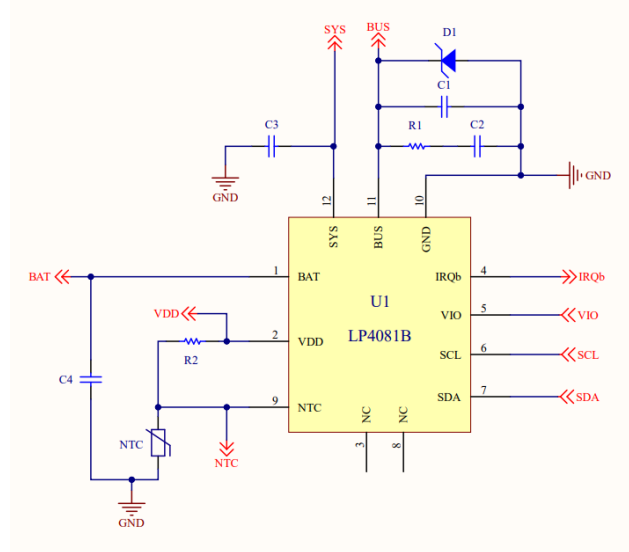 SYS
BUS
D1
C1
C3
R1
C2
GND
GND
12
11
10
SYS
BUS
GND
BAT
1
BAT
IRQb
4
IRQb
U1
VDD
VIO
5
VIO
2
VDD
LP4081B
R2
SCL
6
SCL
C4
SDA
7
SDA
9
NTC
NC
NC
NTC
3
8
NTC
GND